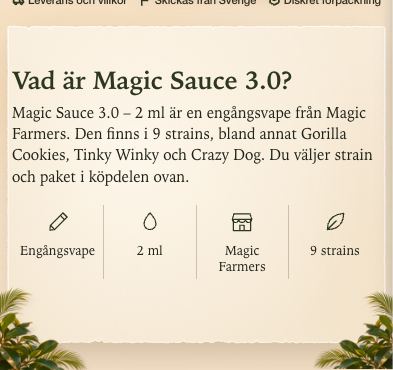 Leverans och villkor Skickas från Sverige Diskret förpackning
Vad är Magic Sauce 3.0?
Magic Sauce 3.0 – 2 ml är en engångsvape från Magic
Farmers. Den finns i 9 strains, bland annat Gorilla
Cookies, Tinky Winky och Crazy Dog. Du väljer strain
och paket i köpdelen ovan.
Engångsvape
2 ml
Magic
Farmers
9 strains